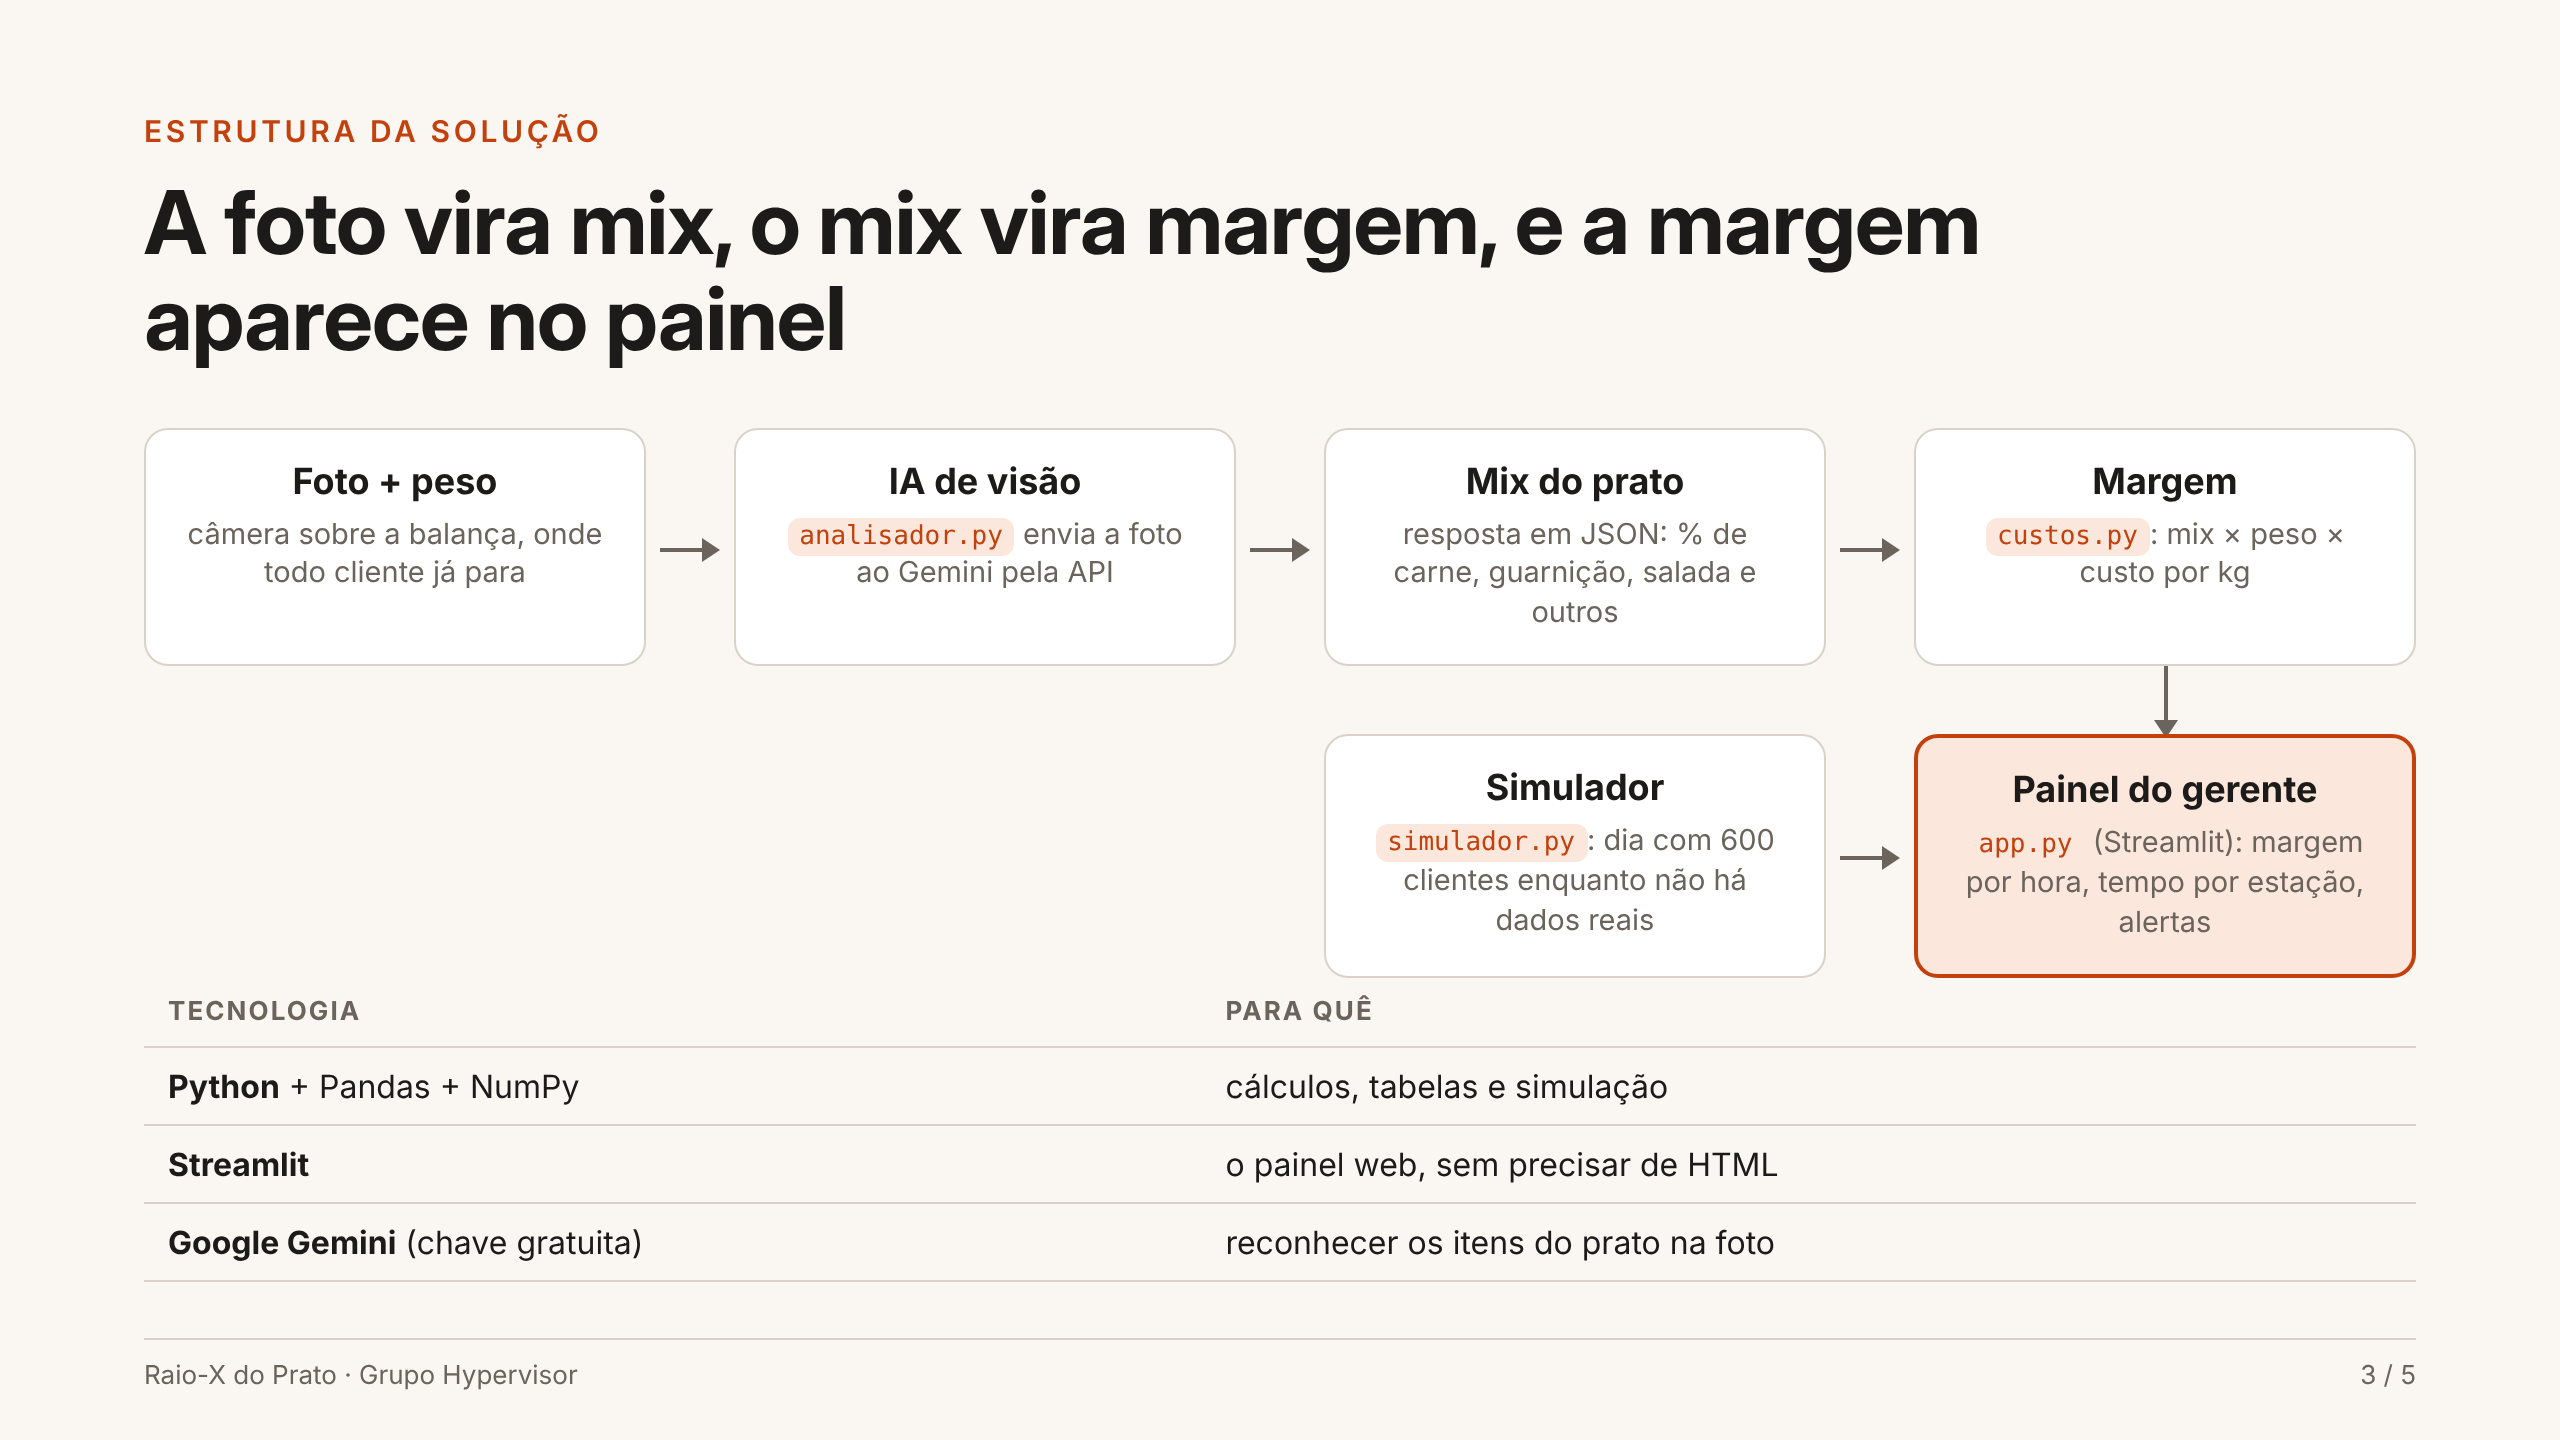 ESTRUTURA DA SOLUÇÃO
A foto vira mix, o mix vira margem, e a margem
aparece no painel
Foto + peso
câmera sobre a balança, onde
todo cliente já para
IA de visão
analisador.py envia a foto
ao Gemini pela API
Mix do prato
resposta em JSON: % de
carne, guarnição, salada e
outros
Margem
custos.py: mix × peso ×
custo por kg
Simulador
simulador.py: dia com 600
clientes enquanto não há
dados reais
Painel do gerente
app.py (Streamlit): margem
por hora, tempo por estação,
alertas
TECNOLOGIA PARA QUÊ
Python + Pandas + NumPy cálculos, tabelas e simulação
Streamlit o painel web, sem precisar de HTML
Google Gemini (chave gratuita) reconhecer os itens do prato na foto
Raio-X do Prato · Grupo Hypervisor 3 / 5